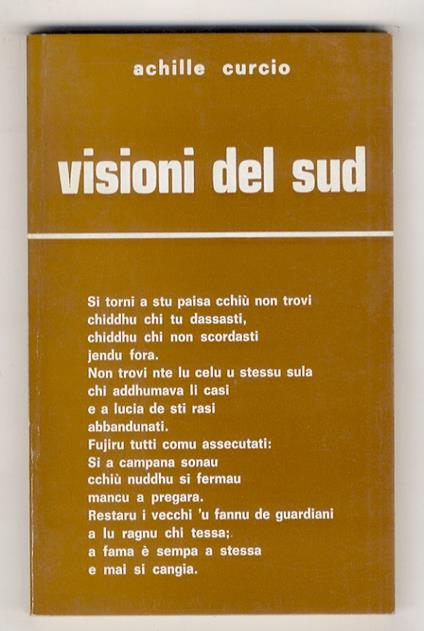 achille curcio
visioni del sud
Si torni a stu paisa cchiù non trovi
chiddhu chi tu dassasti,
chiddhu chi non scordasti
jendu fora.
Non trovi nte lu celu u stessu sula
chi addhumava li casi
e a lucia de sti rasi
abbandunati.
Fujiru tutti comu assecutati:
Si a campana sonau
cchiù nuddhu si fermau
mancu a pregara.
Restaru i vecchi 'u fannu de guardiani
a lu ragnu chi tessa;
a fama è sempa a stessa
e mai si cangia.